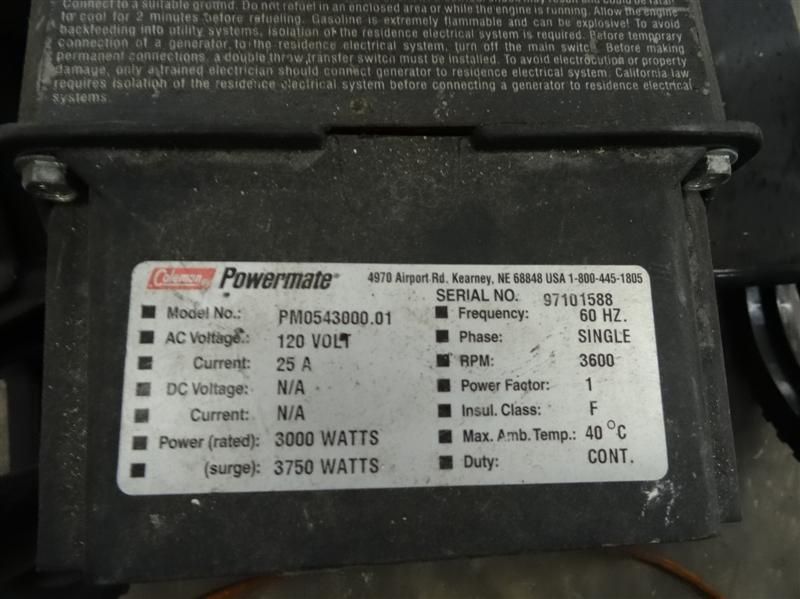 Connect to a suitable ground. Do not refuel in an enclosed area or while the engine is running. Allow the engine
to cool for 2 minutes before refueling. Gasoline is extremely flammable and can be explosive! To avoid
backfeeding into utility systems, isolation of the residence electrical system is required. Before temporary
connection of a generator to the residence electrical system, turn off the main switch. Before making
permanent connections, a double throw transfer switch must be installed. To avoid electrocution or property
damage, only a trained electrician should connect generator to residence electrical system. California law
requires isolation of the residence electrical system before connecting a generator to residence electrical
systems.
Coleman Powermate® 4970 Airport Rd. Kearney, NE 68848 USA 1-800-445-1805
SERIAL NO. 97101588
Model No.: PM0543000.01 Frequency: 60 HZ.
AC Voltage: 120 VOLT Phase: SINGLE
Current: 25 A RPM: 3600
DC Voltage: N/A Power Factor: 1
Current: N/A Insul. Class: F
Power (rated): 3000 WATTS Max. Amb. Temp.: 40°C
(surge): 3750 WATTS Duty: CONT.